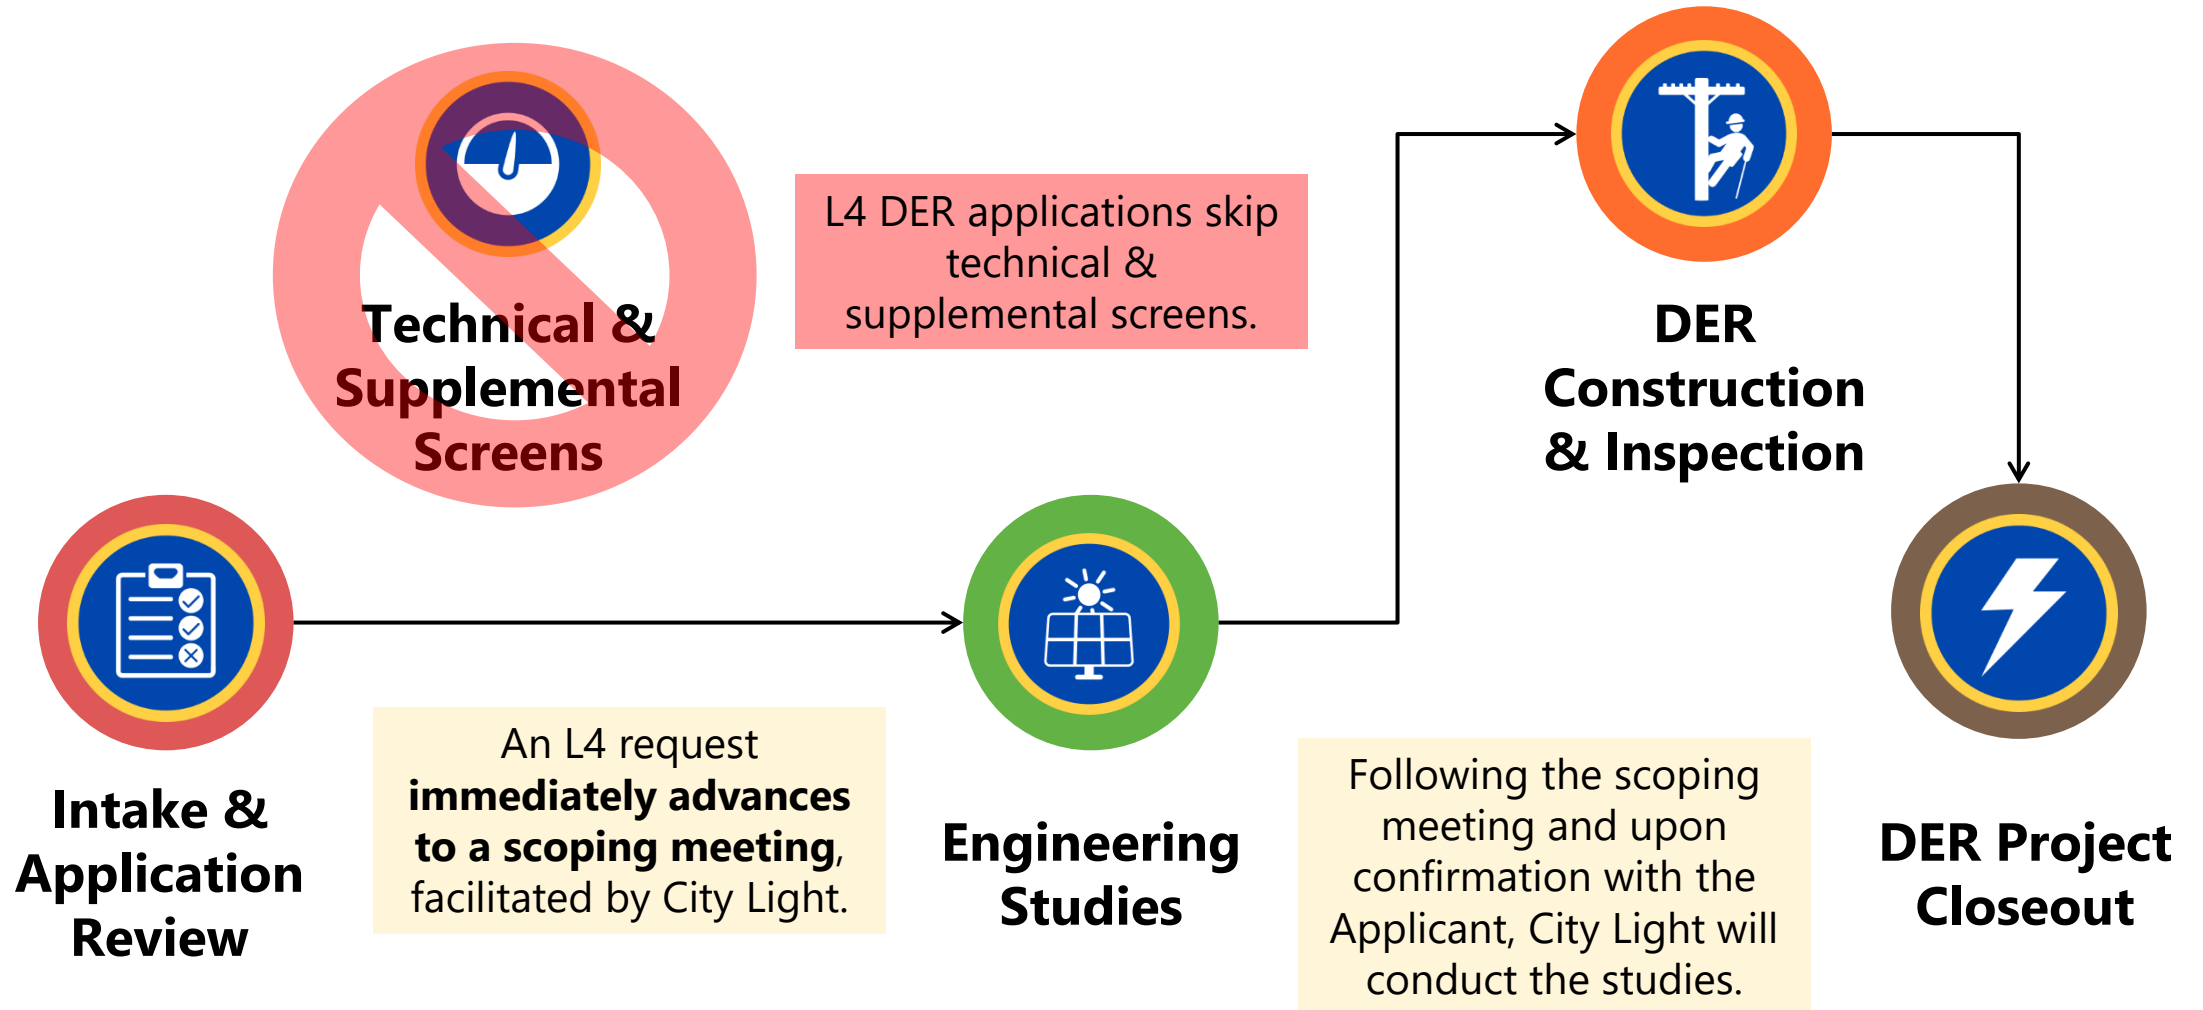 Technical &
Supplemental
Screens
L4 DER applications skip
technical &
supplemental screens.
DER
Construction
& Inspection
Intake &
Application
Review
An L4 request
immediately advances
to a scoping meeting,
facilitated by City Light.
Engineering
Studies
Following the scoping
meeting and upon
confirmation with the
Applicant, City Light will
conduct the studies.
DER Project
Closeout